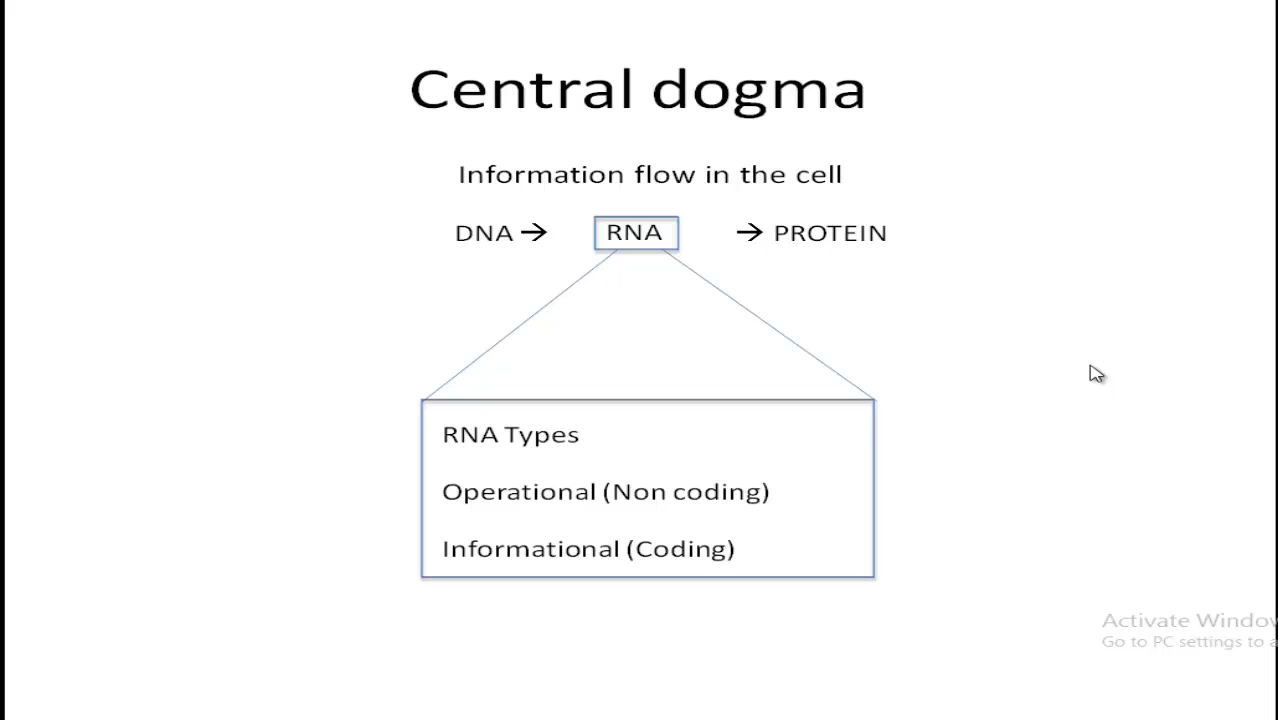 Central dogma
Information flow in the cell
DNA → RNA → PROTEIN
RNA Types
Operational (Non coding)
Informational (Coding)
Activate Window
Go to PC settings to a